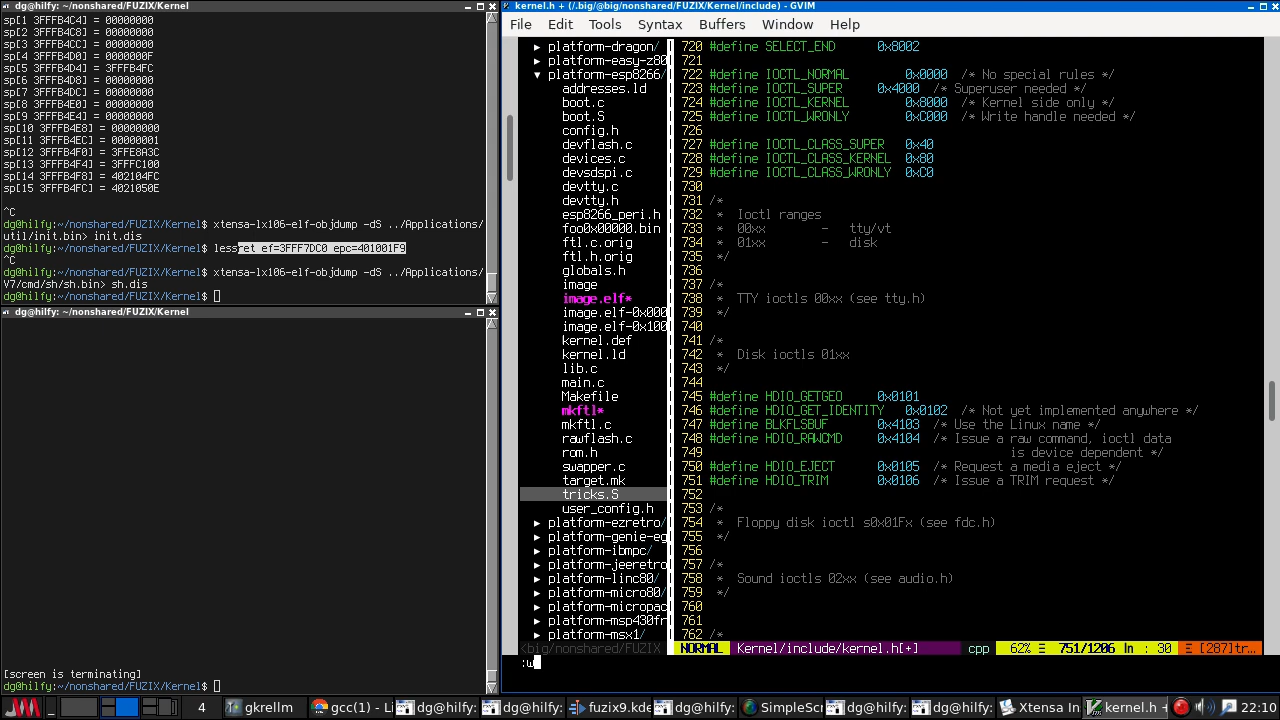 dg@hilfy: ~/nonshared/FUZIX/Kernel
sp[2 3FFFB4C4] = 00000000
sp[2 3FFFB4C8] = 00000000
sp[3 3FFFB4CC] = 00000000
sp[4 3FFFB4D0] = 0000000F
sp[5 3FFFB4D4] = 3FFFB4FC
sp[6 3FFFB4D8] = 00000000
sp[7 3FFFB4DC] = 00000000
sp[8 3FFFB4E0] = 00000000
sp[9 3FFFB4E4] = 00000000
sp[10 3FFFB4E8] = 00000000
sp[11 3FFFB4EC] = 00000001
sp[12 3FFFB4F0] = 3FFE9A3C
sp[13 3FFFB4F4] = 3FFEC100
sp[14 3FFFB4F8] = 402104FC
sp[15 3FFFB4FC] = 4021050E
^C
dg@hilfy:~/nonshared/FUZIX/Kernel$ xtensa-lx106-elf-objdump -dS ../Applications/
util/init.bin> init.dis
dg@hilfy:~/nonshared/FUZIX/Kernel$ lessret ef=3FFF7DC0 epc=401001F9
^C
dg@hilfy:~/nonshared/FUZIX/Kernel$ xtensa-lx106-elf-objdump -dS ../Applications/
V7/cmd/sh/sh.bin> sh.dis
dg@hilfy:~/nonshared/FUZIX/Kernel$
dg@hilfy: ~/nonshared/FUZIX/Kernel
[screen is terminating]
dg@hilfy:~/nonshared/FUZIX/Kernel$
kernel.h + (/.big/@big/nonshared/FUZIX/Kernel/include) - GVIM
File Edit Tools Syntax Buffers Window Help
▸ platform-dragon/
▸ platform-easy-z80
▾ platform-esp8266/
addresses.ld
boot.c
boot.S
config.h
devflash.c
devices.c
devsdspi.c
devtty.c
devtty.h
esp8266_peri.h
foo0x00000.bin
ftl.c.orig
ftl.h.orig
globals.h
image
image.elf*
image.elf-0x000
image.elf-0x100
kernel.def
kernel.ld
lib.c
main.c
Makefile
mkftl*
mkftl.c
rawflash.c
rom.h
swapper.c
target.mk
tricks.S
user_config.h
▸ platform-ezretro/
▸ platform-genie-eg
▸ platform-ibmpc/
▸ platform-jeeretro
▸ platform-linc80/
▸ platform-micro80/
▸ platform-micropac
▸ platform-msp430fr
▸ platform-msx1/
<big/nonshared/FUZIX
720 #define SELECT_END 0x8002
721
722 #define IOCTL_NORMAL 0x0000 /* No special rules */
723 #define IOCTL_SUPER 0x4000 /* Superuser needed */
724 #define IOCTL_KERNEL 0x8000 /* Kernel side only */
725 #define IOCTL_WRONLY 0xC000 /* Write handle needed */
726
727 #define IOCTL_CLASS_SUPER 0x40
728 #define IOCTL_CLASS_KERNEL 0x80
729 #define IOCTL_CLASS_WRONLY 0xC0
730
731 /*
732 * Ioctl ranges
733 * 00xx - tty/vt
734 * 01xx - disk
735 */
736
737 /*
738 * TTY ioctls 00xx (see tty.h)
739 */
740
741 /*
742 * Disk ioctls 01xx
743 */
744
745 #define HDIO_GETGEO 0x0101
746 #define HDIO_GET_IDENTITY 0x0102 /* Not yet implemented anywhere */
747 #define BLKFLSBUF 0x4103 /* Use the Linux name */
748 #define HDIO_RAWCMD 0x4104 /* Issue a raw command, ioctl data
749 is device dependent */
750 #define HDIO_EJECT 0x0105 /* Request a media eject */
751 #define HDIO_TRIM 0x0106 /* Issue a TRIM request */
752
753 /*
754 * Floppy disk ioctl s0x01Fx (see fdc.h)
755 */
756
757 /*
758 * Sound ioctls 02xx (see audio.h)
759 */
760
761
762 /*
NORMAL Kernel/include/kernel.h[+] cpp 62% Ξ 751/1206 ln : 30 Ξ [287]tr…
:w
4 gkrellm gcc(1) - Li dg@hilfy: dg@hilfy: fuzix9.kde dg@hilfy: SimpleScr dg@hilfy: dg@hilfy: Xtensa In kernel.h + 22:10